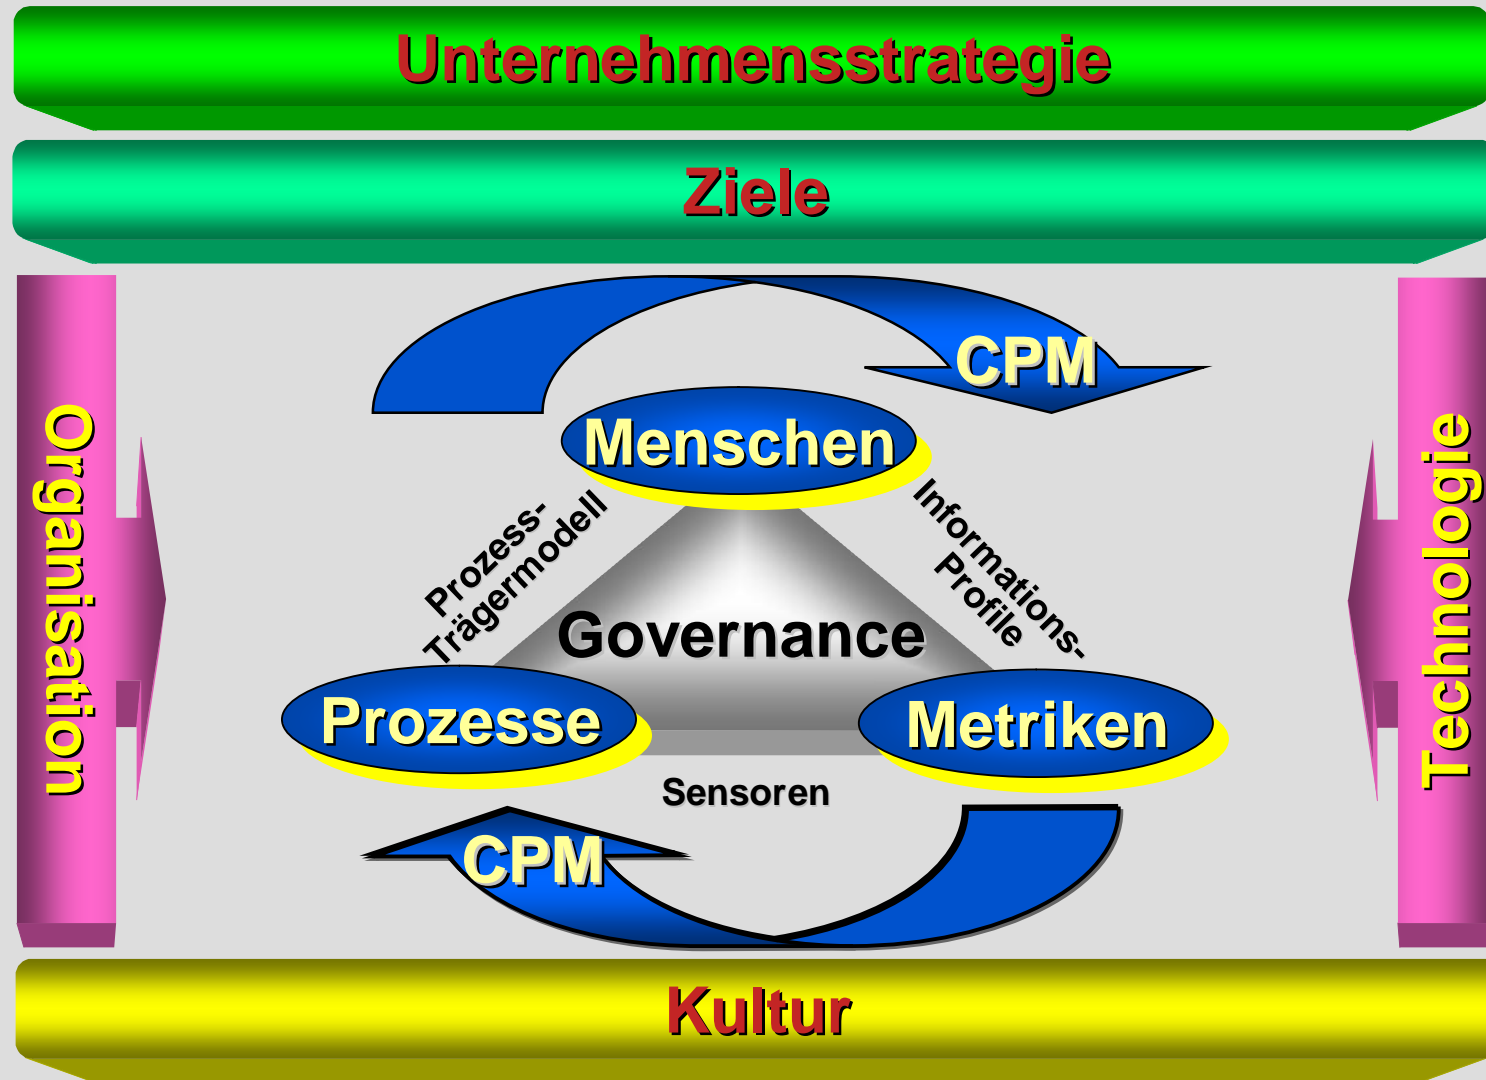 Unternehmensstrategie
Ziele
CPM
Menschen
Organisation
Prozess-
Trägermodell
Informations-
Profile
Technologie
Governance
Prozesse
Metriken
Sensoren
CPM
Kultur